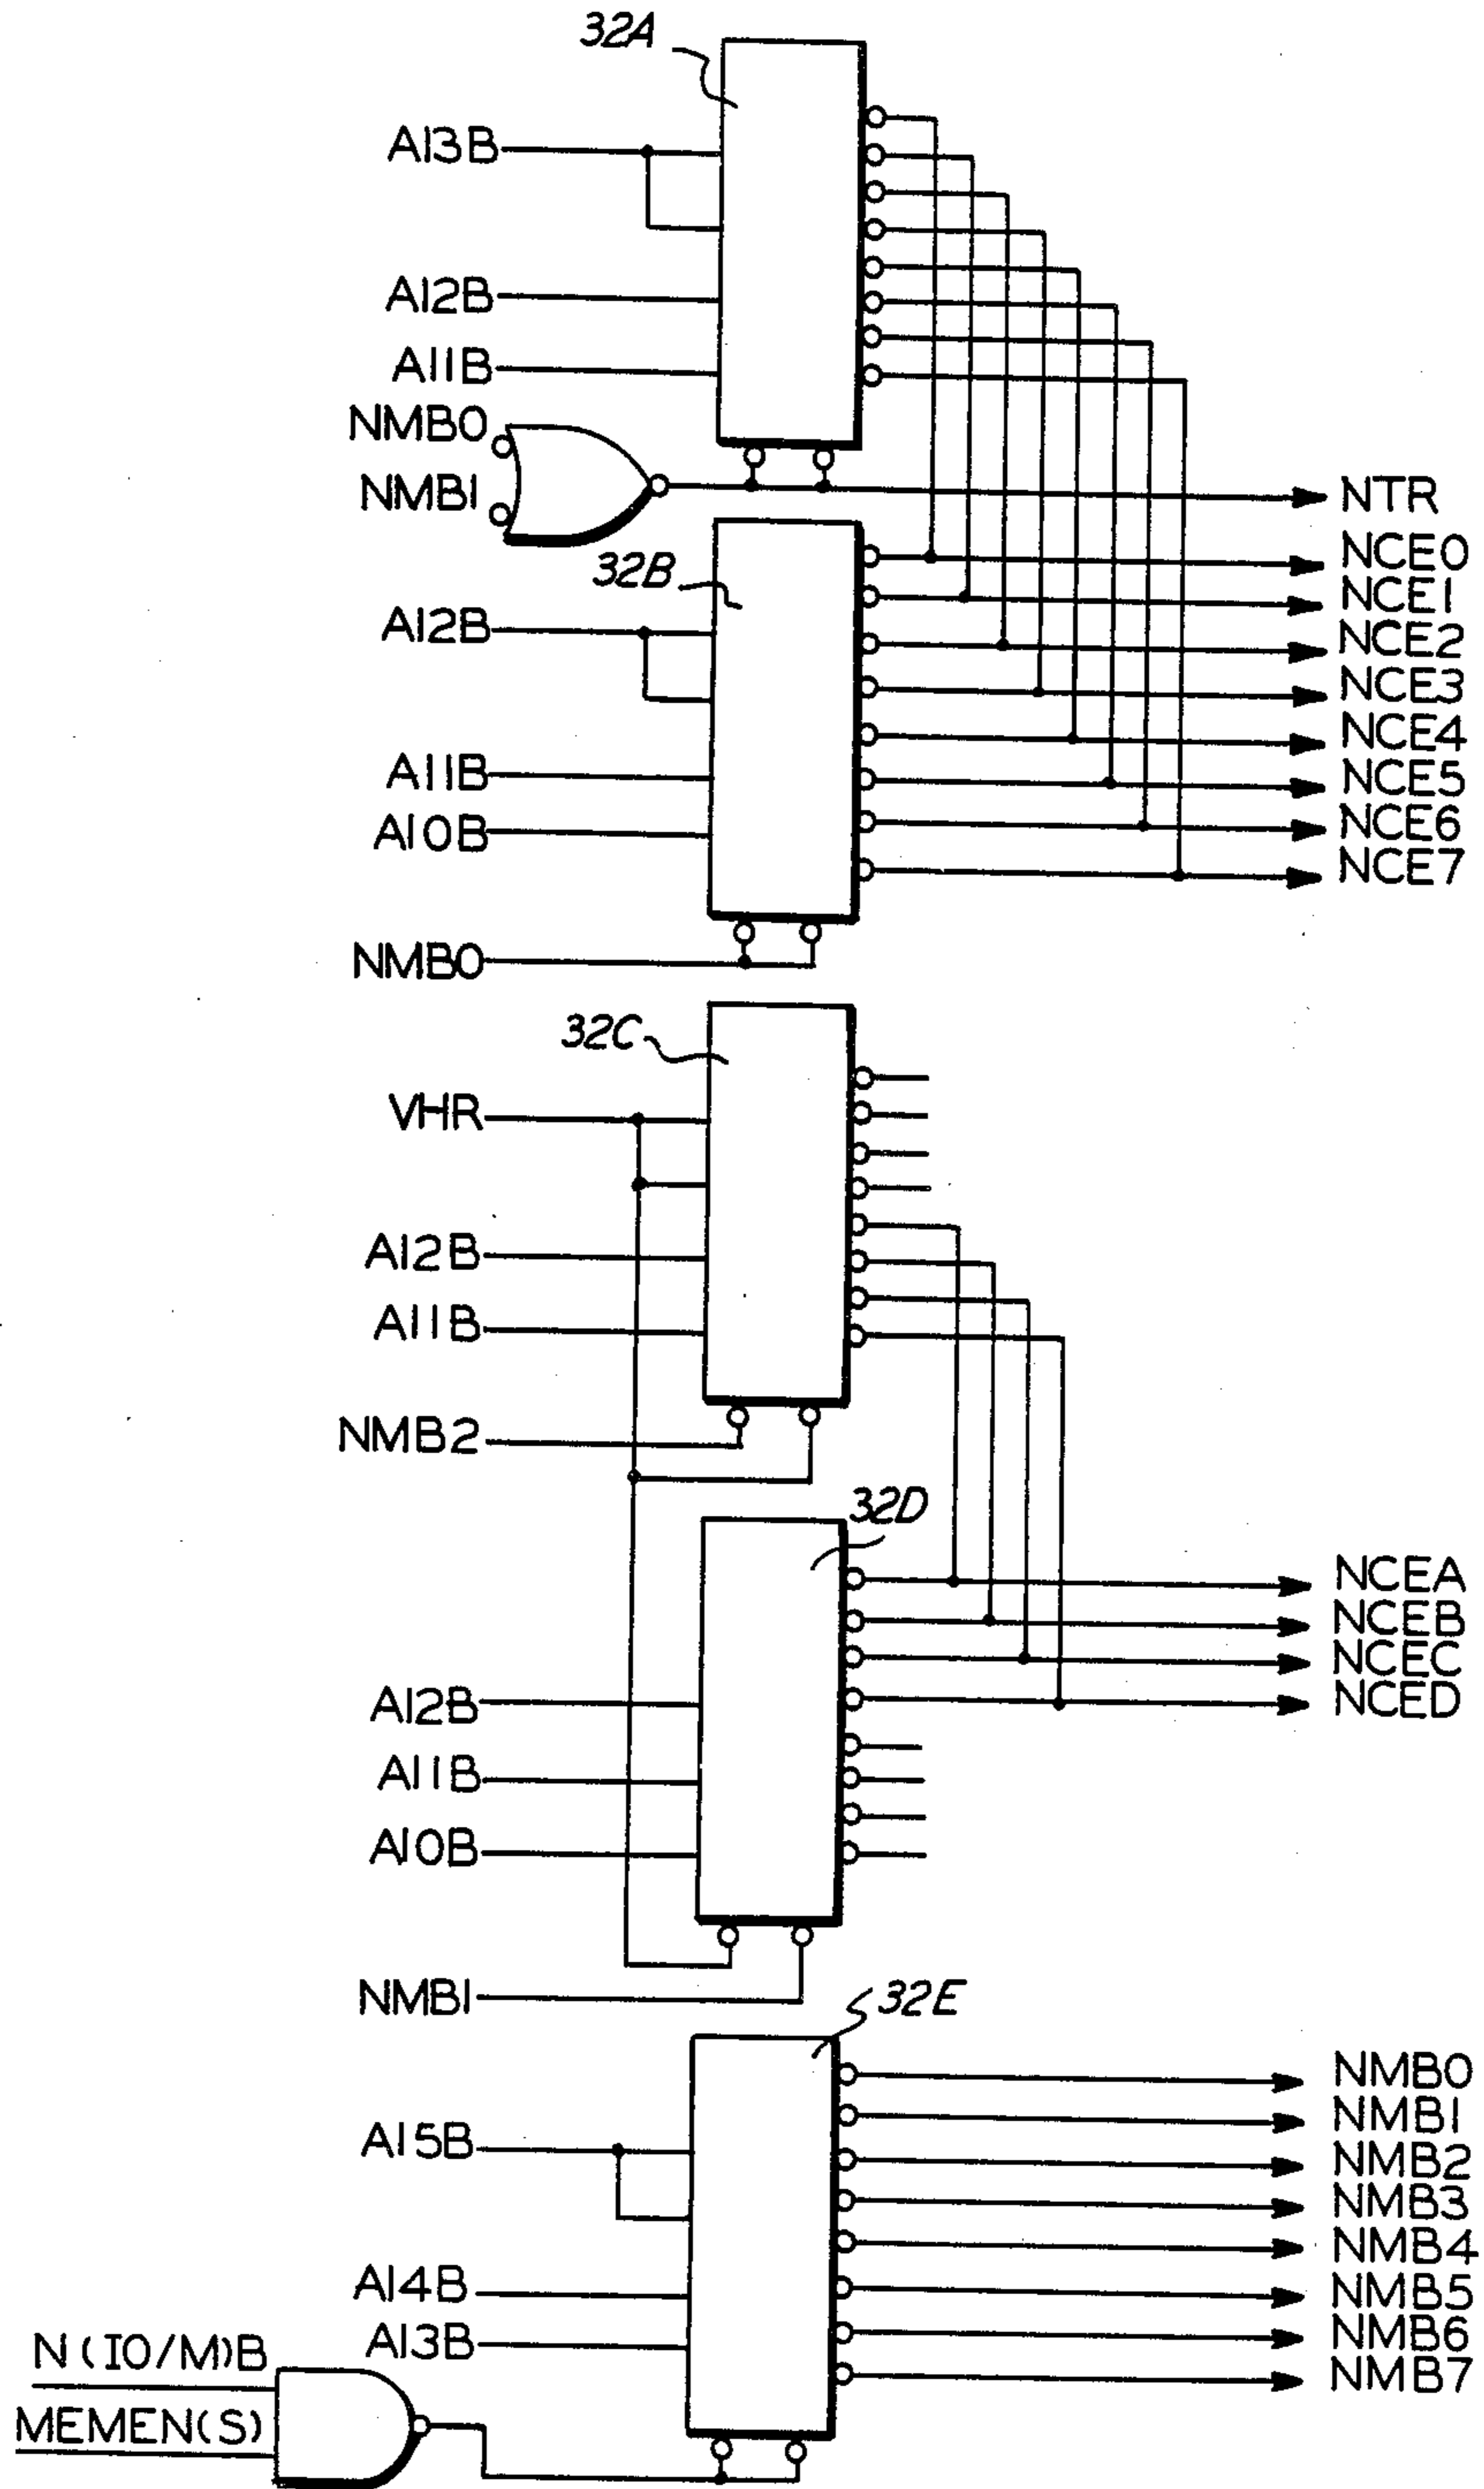 32A
A13B
A12B
A11B
NMB0
NMB1
NTR
32B
NCE0
NCE1
A12B
NCE2
NCE3
NCE4
A11B
NCE5
A10B
NCE6
NCE7
NMB0
32C
VHR
A12B
A11B
NMB2
32D
NCEA
NCEB
NCEC
A12B
NCED
A11B
A10B
NMB1
32E
NMB0
NMB1
A15B
NMB2
NMB3
NMB4
A14B
NMB5
A13B
NMB6
N(IO/M)B
NMB7
MEMEN(S)